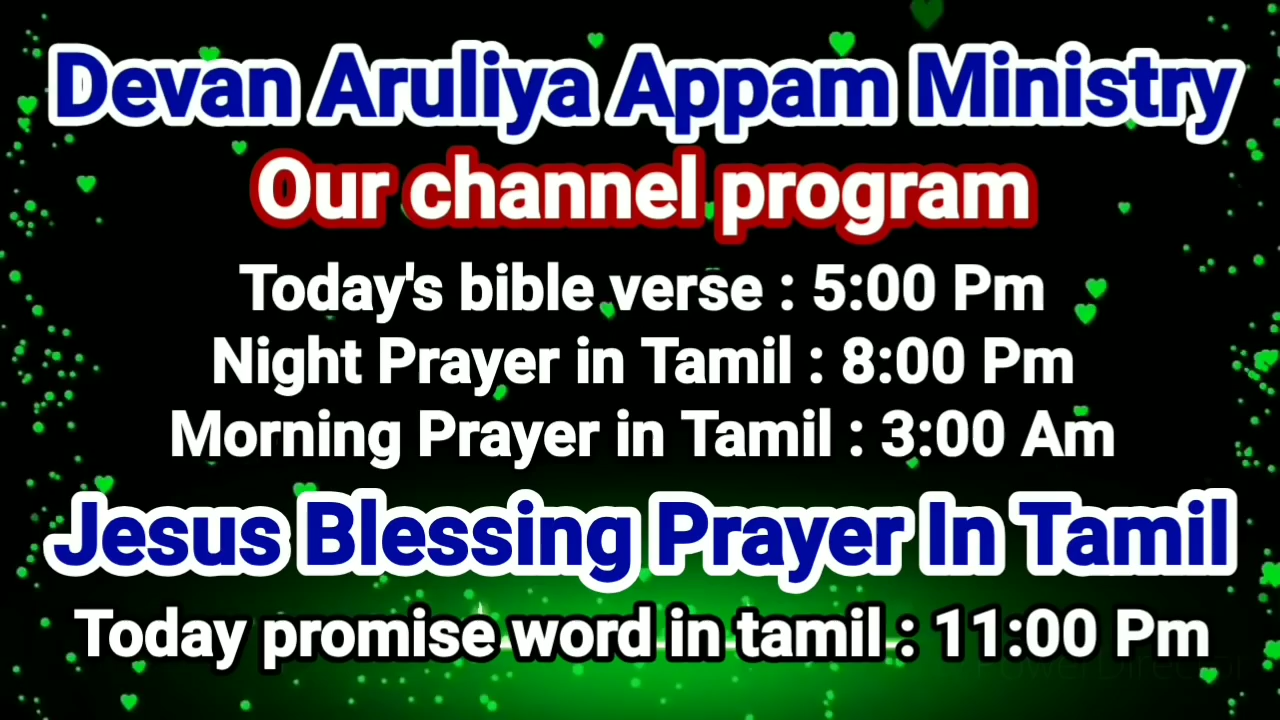 Devan Aruliya Appam Ministry
Our channel program
Today's bible verse : 5:00 Pm
Night Prayer in Tamil : 8:00 Pm
Morning Prayer in Tamil : 3:00 Am
Jesus Blessing Prayer In Tamil
Today promise word in tamil : 11:00 Pm
PowerDirector